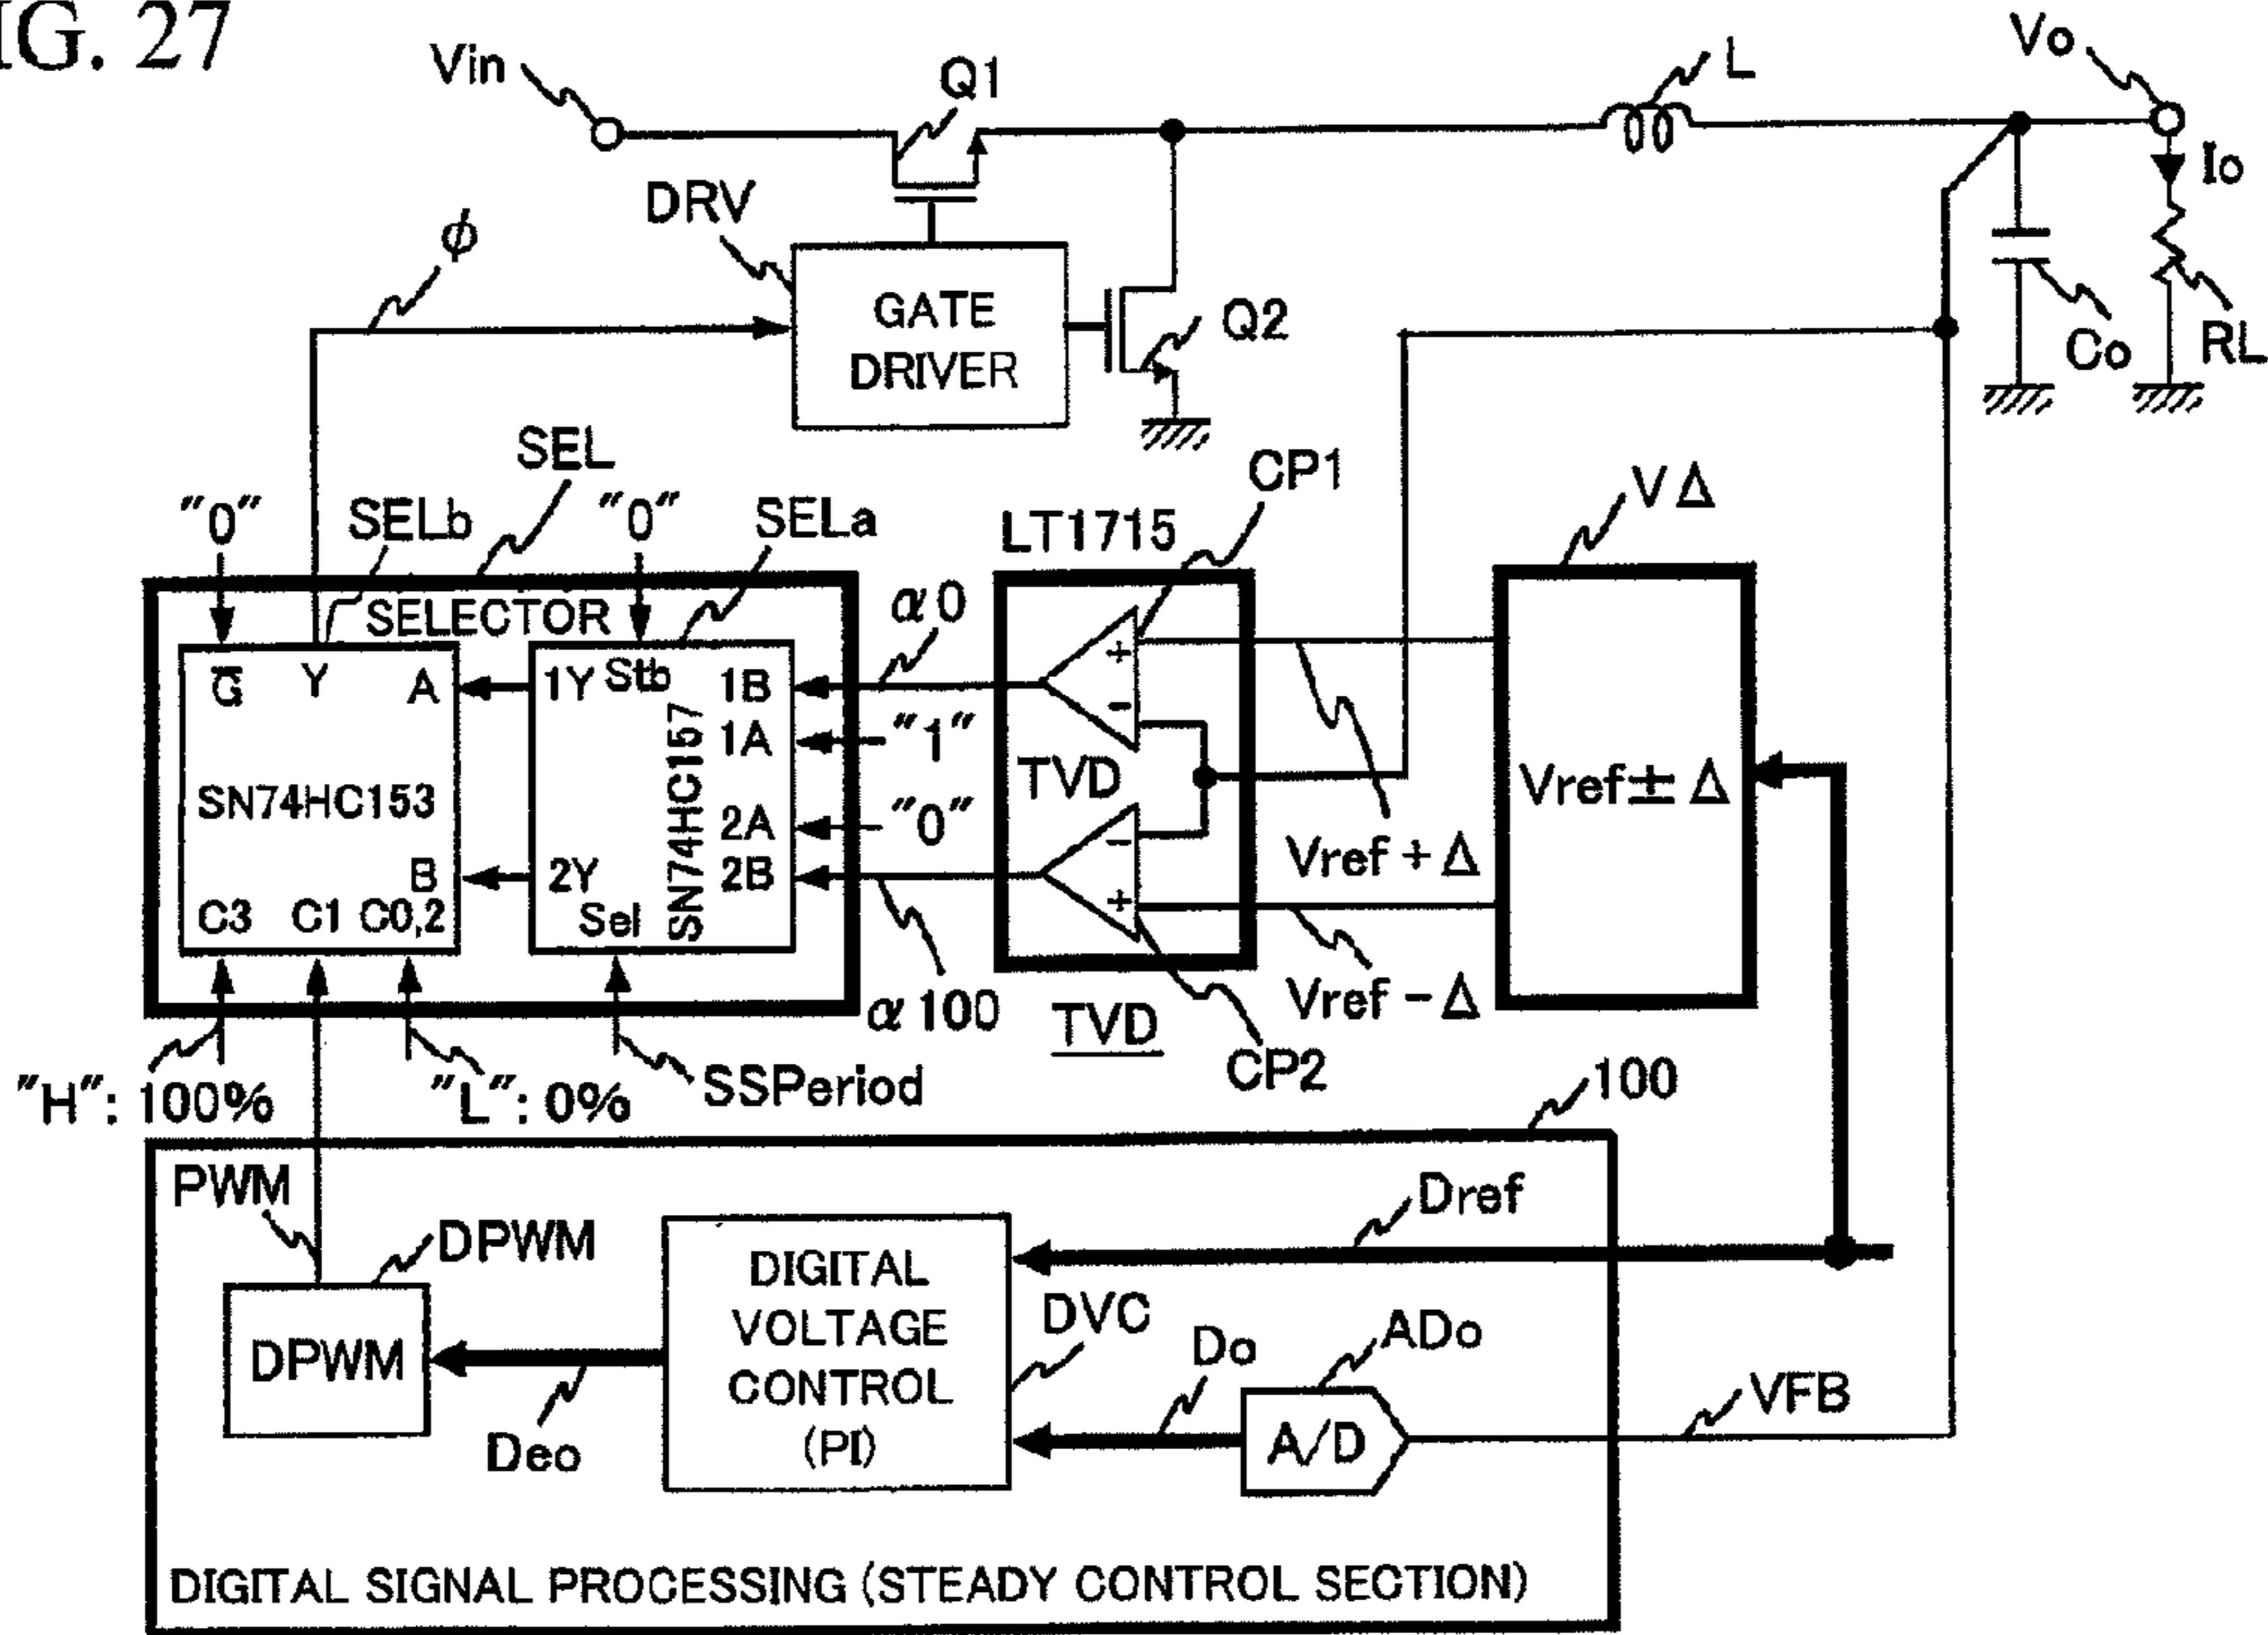 IG. 27
Vin
Q1
L
Vo
Io
DRV
φ
GATE
DRIVER
Q2
Co
RL
SEL
CP1
VΔ
"0"
SELb
"0"
SELa
LT1715
SELECTOR
α0
G̅
Y
A
1Y
Stb
1B
1A
"1"
SN74HC153
SN74HC157
TVD
Vref±Δ
2A
"0"
B
2Y
2B
Vref+Δ
C3
C1
C0,2
Sel
α100
TVD
Vref-Δ
CP2
"H": 100%
"L": 0%
SSPeriod
100
PWM
DPWM
Dref
DIGITAL
VOLTAGE
CONTROL
(PI)
DVC
Do
ADo
DPWM
Deo
A/D
VFB
+
-
-
+
DIGITAL SIGNAL PROCESSING (STEADY CONTROL SECTION)